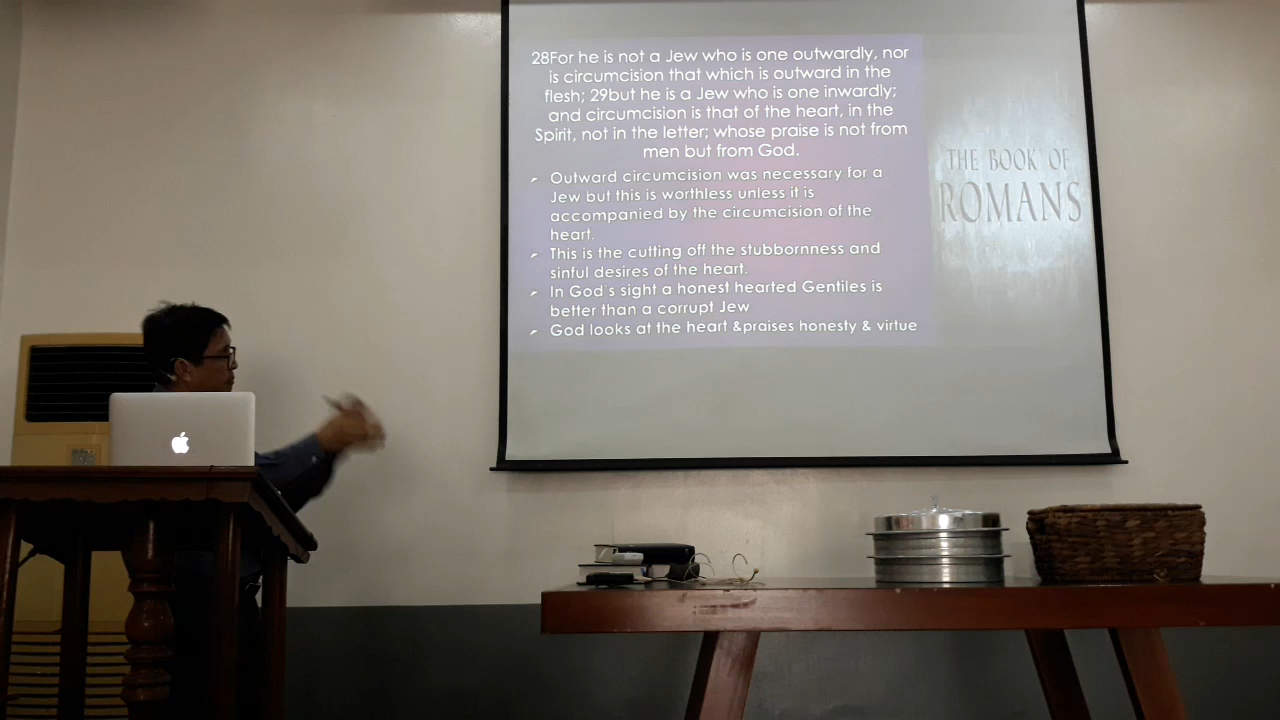 28For he is not a Jew who is one outwardly, nor
is circumcision that which is outward in the
flesh; 29but he is a Jew who is one inwardly;
and circumcision is that of the heart, in the
Spirit, not in the letter; whose praise is not from
men but from God.
Outward circumcision was necessary for a
Jew but this is worthless unless it is
accompanied by the circumcision of the
heart.
This is the cutting off the stubbornness and
sinful desires of the heart.
In God's sight a honest hearted Gentiles is
better than a corrupt Jew
God looks at the heart &praises honesty & virtue
THE BOOK OF
ROMANS